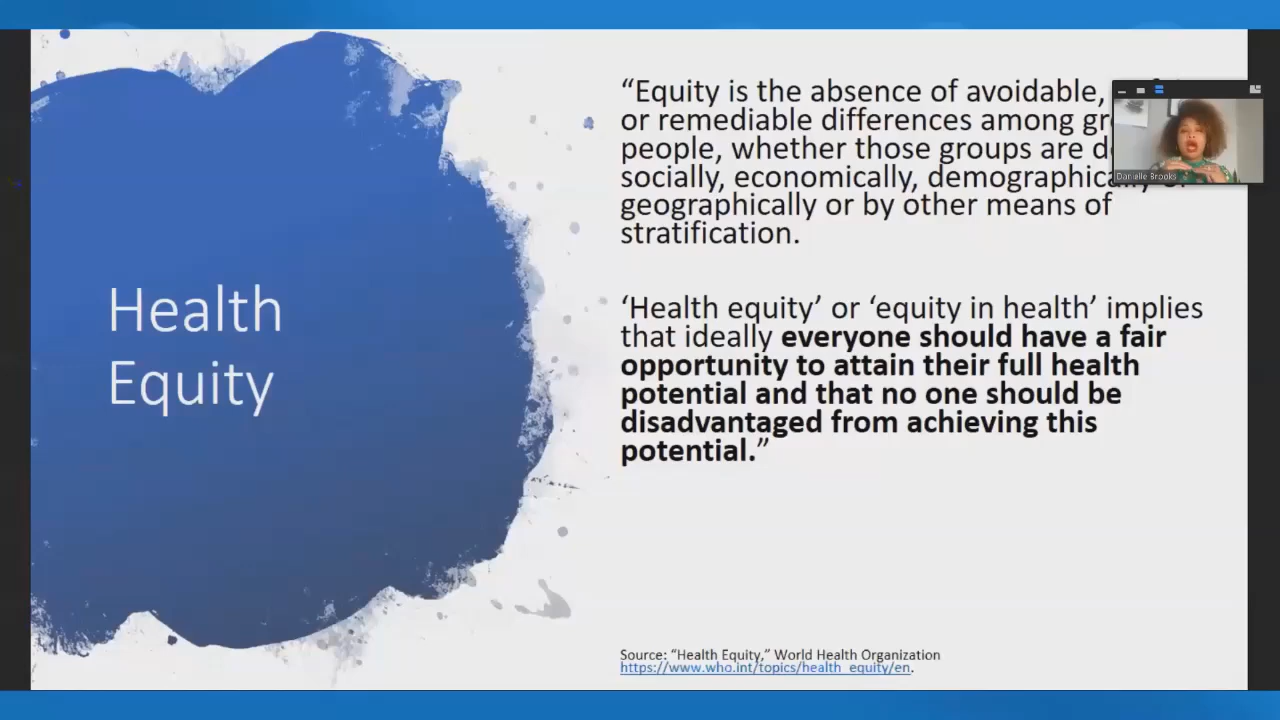 Health
Equity
“Equity is the absence of avoidable,
or remediable differences among
people, whether those groups are
socially, economically, demographically
geographically or by other means of
stratification.
‘Health equity’ or ‘equity in health’ implies
that ideally everyone should have a fair
opportunity to attain their full health
potential and that no one should be
disadvantaged from achieving this
potential.”
Source: “Health Equity,” World Health Organization
https://www.who.int/topics/health_equity/en.
Danielle Brooks